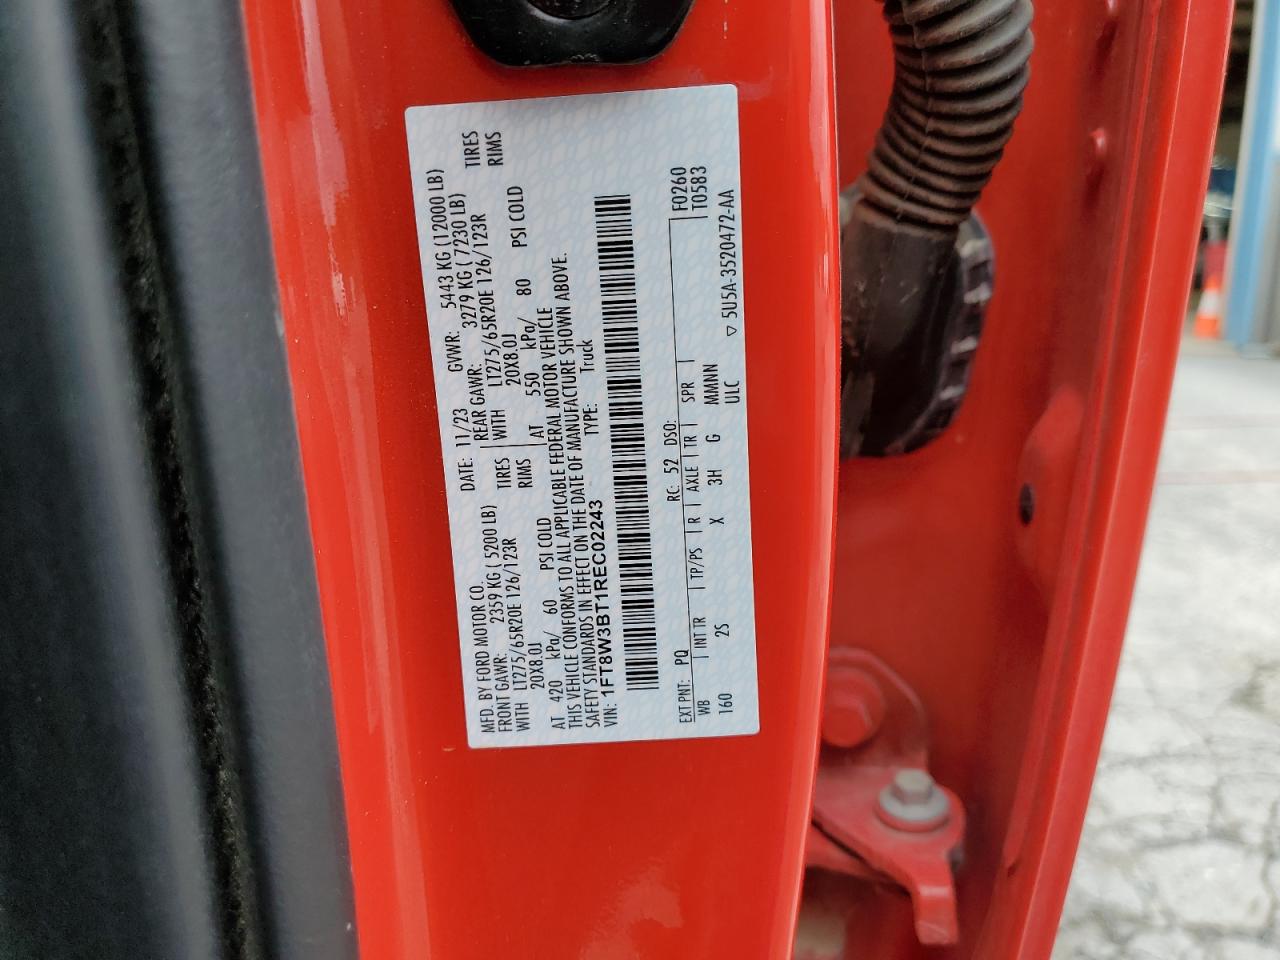 MFD. BY FORD MOTOR CO.
DATE: 11/23 GVWR: 5443 KG (12000 LB)
FRONT GAWR: 2359 KG ( 5200 LB)
REAR GAWR: 3279 KG ( 7230 LB)
WITH LT275/65R20E 126/123R TIRES
WITH LT275/65R20E 126/123R TIRES
20X8.0J RIMS
20X8.0J RIMS
AT 420 kPa/ 60 PSI COLD
AT 550 kPa/ 80 PSI COLD
THIS VEHICLE CONFORMS TO ALL APPLICABLE FEDERAL MOTOR VEHICLE
SAFETY STANDARDS IN EFFECT ON THE DATE OF MANUFACTURE SHOWN ABOVE.
VIN: 1FT8W3BT1REC02243 TYPE: Truck
EXT PNT: PQ RC: 52 DSO: F0260
WB INT TR TP/PS R AXLE TR SPR T0583
160 2S X 3H G MMNN
ULC ▽ 5U5A-3520472-AA